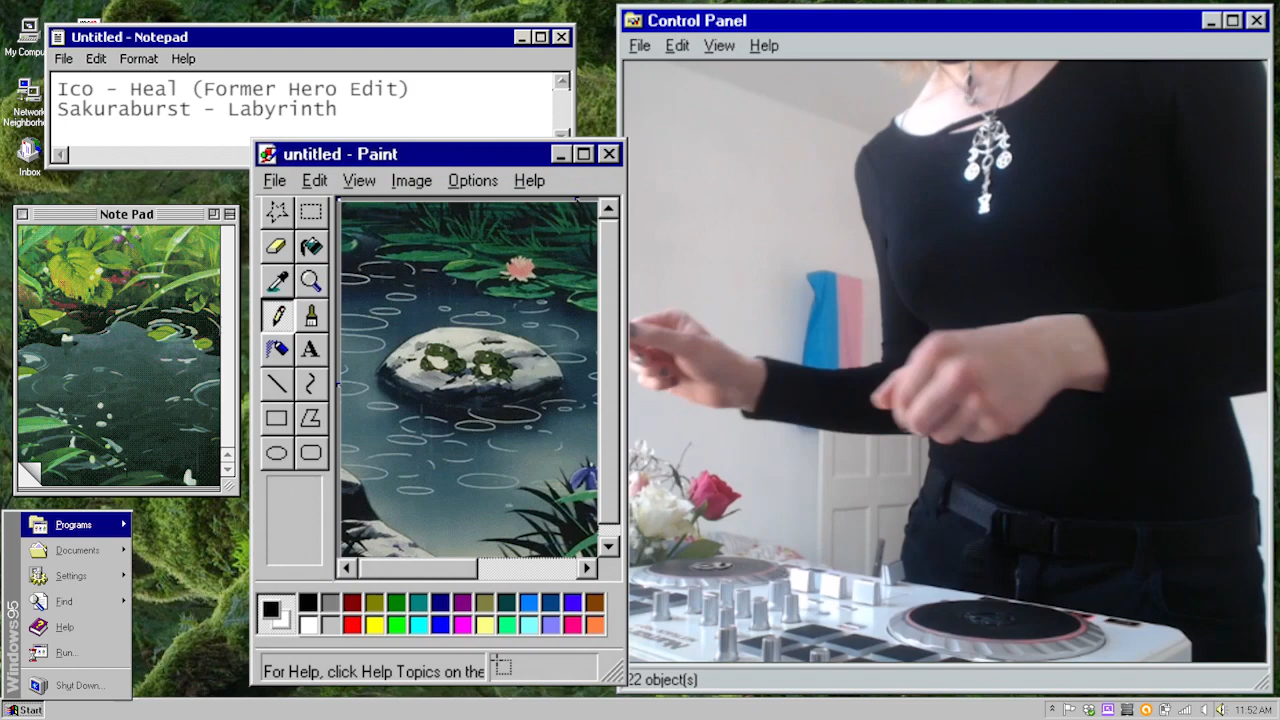 My Compu
Network
Neighborho
Inbox
Untitled - Notepad
File Edit Format Help
Ico - Heal (Former Hero Edit)
Sakuraburst - Labyrinth
Note Pad
untitled - Paint
File Edit View Image Options Help
A
For Help, click Help Topics on the
Control Panel
File Edit View Help
22 object(s)
Windows95
Programs
Documents
Settings
Find
Help
Run...
Shut Down...
Start
11:52 AM